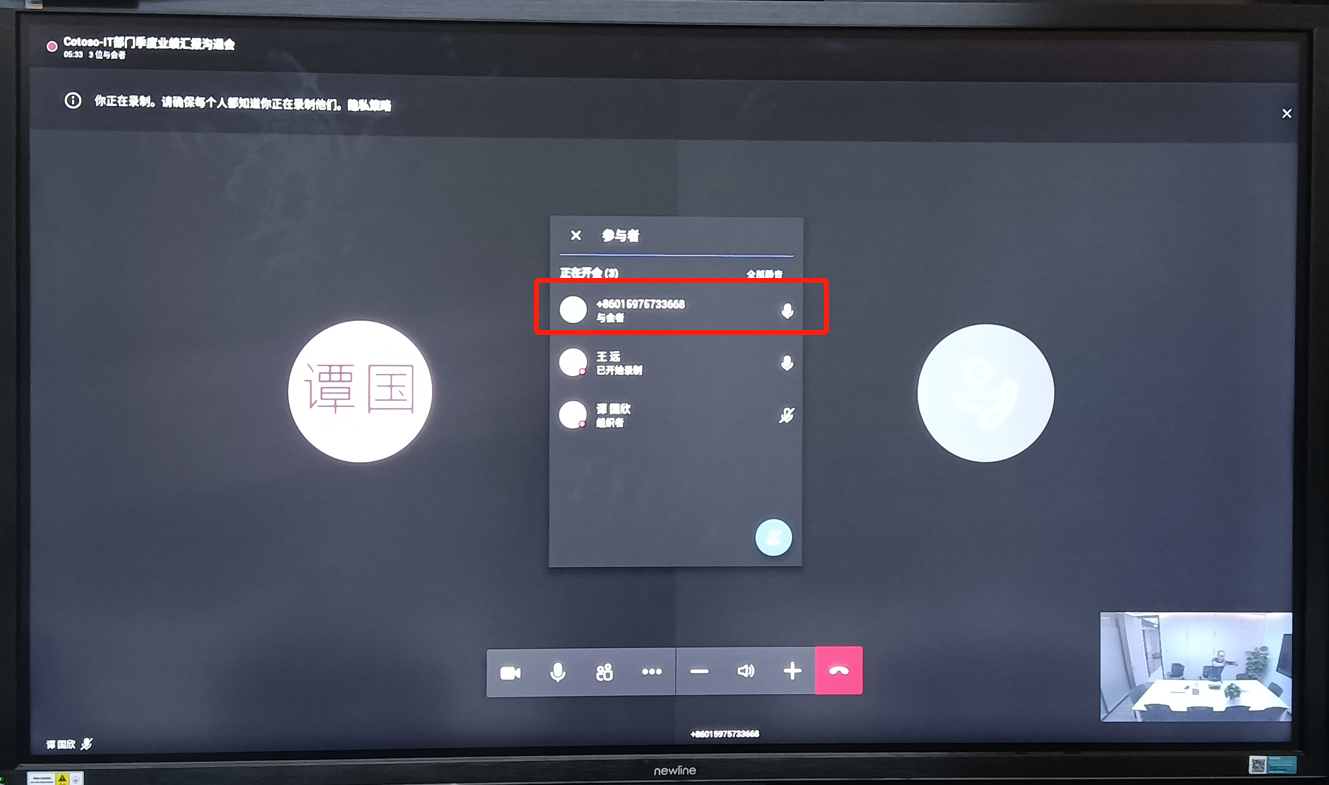 Cotoso-IT部门季度业绩汇报沟通会
05:33 3 位与会者
你正在录制。请确保每个人都知道你正在录制他们。隐私策略
参与者
正在开会 (3)
全部静音
+86015975733668
与会者
王 远
已开始录制
谭 国欣
组织者
谭 国
谭 国欣
+86015975733668
newline